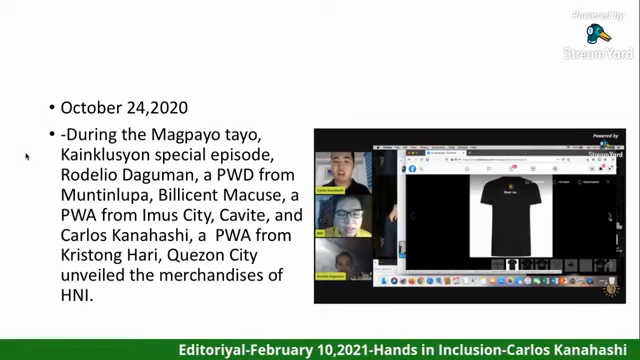 Powered by
StreamYard
• October 24,2020
• -During the Magpayo tayo,
Kainklusyon special episode,
Rodelio Daguman, a PWD from
Muntinlupa, Billicent Macuse, a
PWA from Imus City, Cavite, and
Carlos Kanahashi, a  PWA from
Kristong Hari, Quezon City
unveiled the merchandises of
HNI.
Powered by
StreamYard
Carlos Kanahashi
Editoriyal-February 10,2021-Hands in Inclusion-Carlos Kanahashi